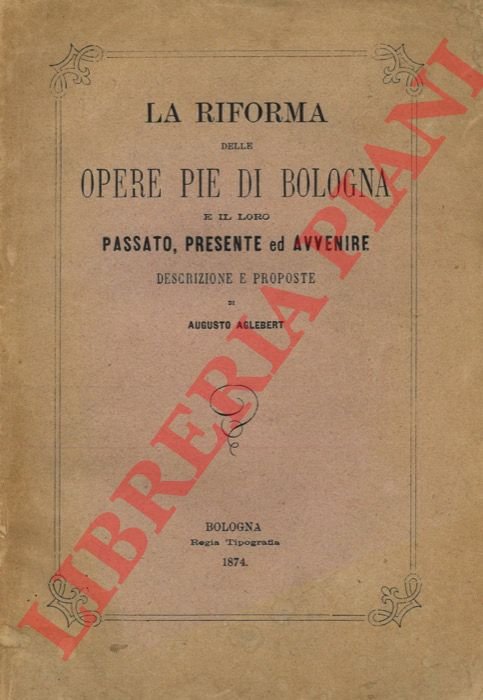 LA RIFORMA
DELLE
OPERE PIE DI BOLOGNA
E IL LORO
PASSATO, PRESENTE ed AVVENIRE
DESCRIZIONE E PROPOSTE
DI
AUGUSTO AGLEBERT
BOLOGNA
Regia Tipografia
1874.
LIBRERIA PIANI